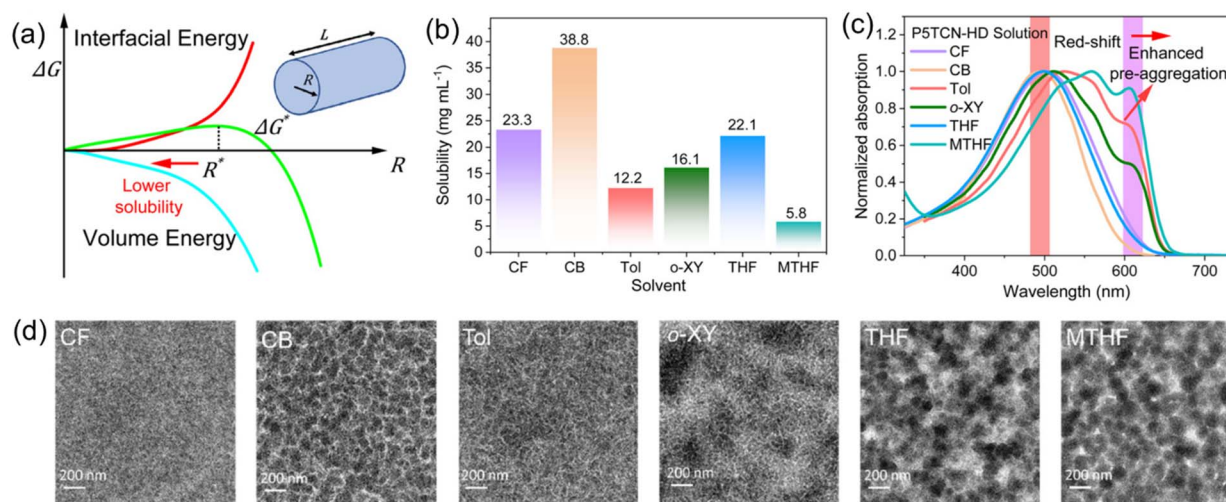 (a)
Interfacial Energy
ΔG
L
R
ΔG*
R*
R
Lower
solubility
Volume Energy
(b)
Solubility (mg mL⁻¹)
40
35
30
25
20
15
10
5
0
23.3
38.8
12.2
16.1
22.1
5.8
CF CB Tol o-XY THF MTHF
Solvent
(c)
P5TCN-HD Solution
CF
CB
Tol
o-XY
THF
MTHF
Red-shift
Enhanced
pre-aggregation
Normalized absorption
1.0
0.8
0.6
0.4
0.2
0.0
400 500 600 700
Wavelength (nm)
(d)
CF
200 nm
CB
200 nm
Tol
200 nm
o-XY
200 nm
THF
200 nm
MTHF
200 nm